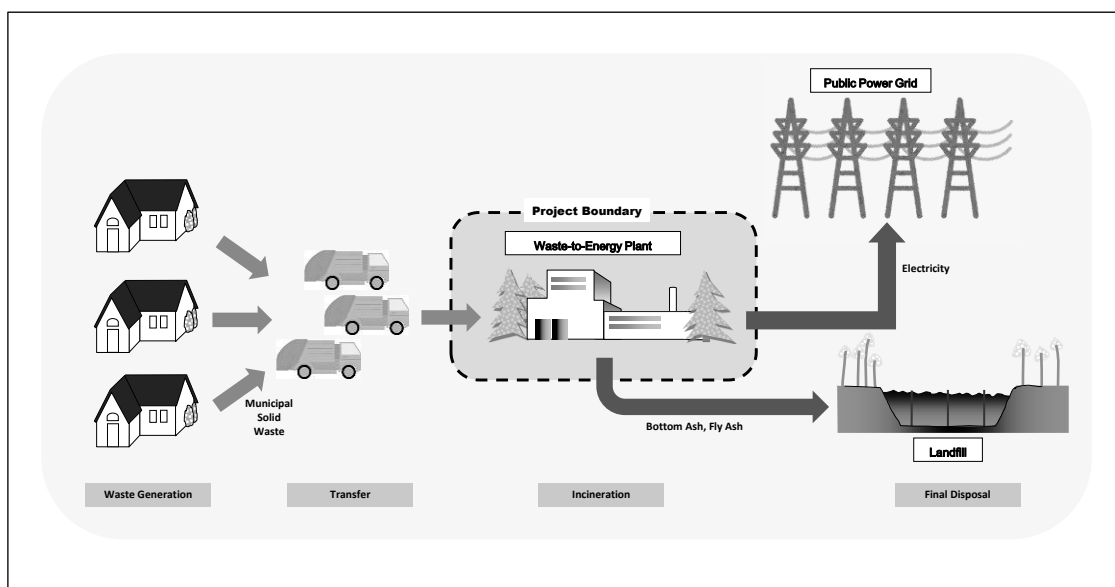 Public Power Grid
Project Boundary
Waste-to-Energy Plant
Electricity
Municipal
Solid
Waste
Bottom Ash, Fly Ash
Landfill
Waste Generation
Transfer
Incineration
Final Disposal